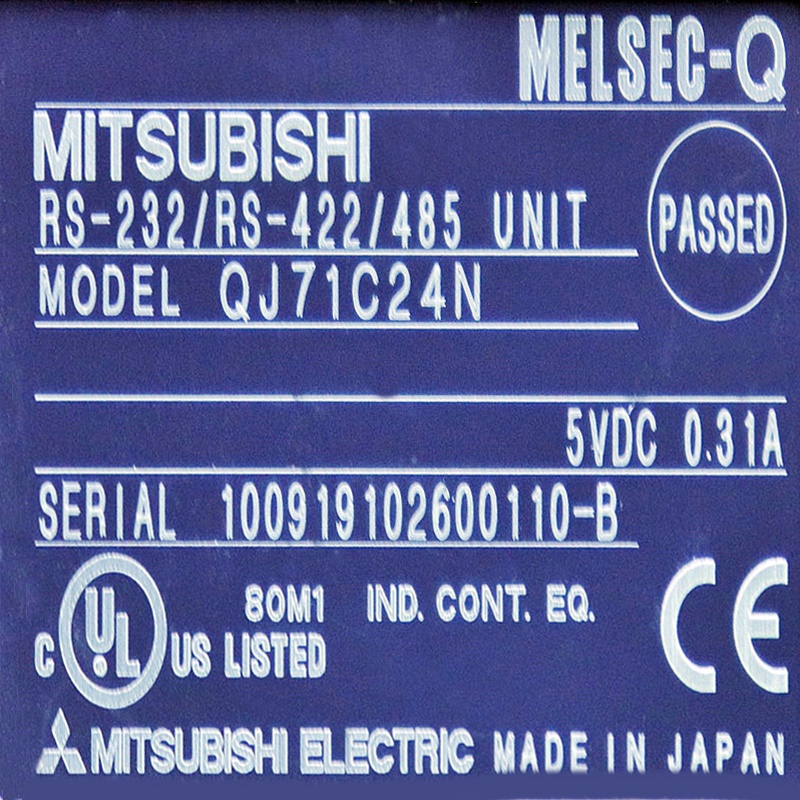 MELSEC-Q
MITSUBISHI
RS-232/RS-422/485 UNIT
PASSED
MODEL QJ71C24N
5VDC 0.31A
SERIAL 100919102600110-B
80M1 IND. CONT. EQ.
C UL US LISTED
CE
MITSUBISHI ELECTRIC MADE IN JAPAN